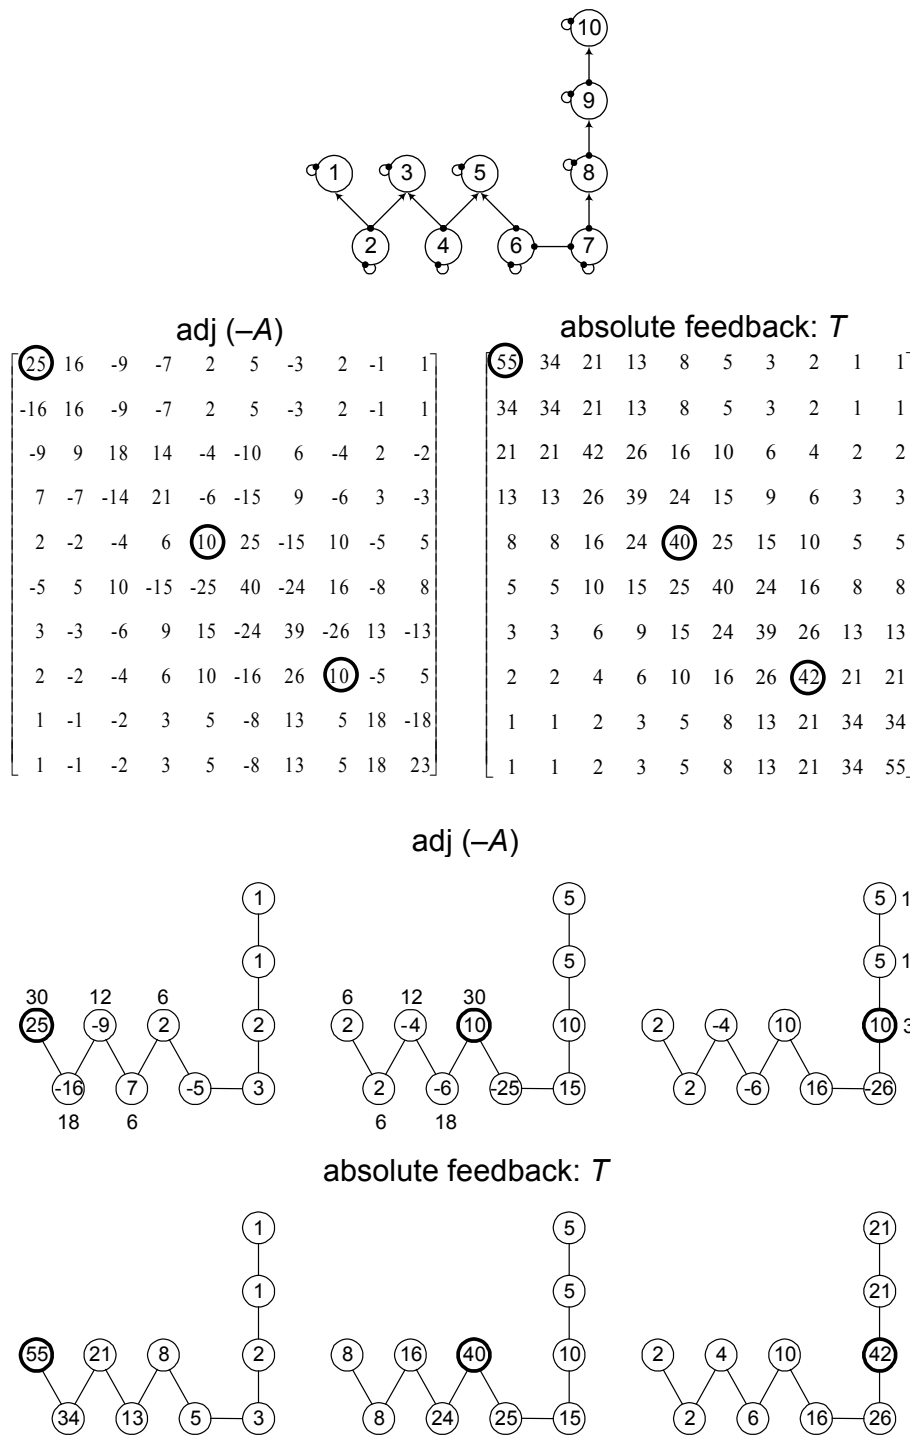 10
9
1 3 5 8
2 4 6 7
adj (–A) absolute feedback: T
25 16 -9 -7 2 5 -3 2 -1 1 55 34 21 13 8 5 3 2 1 1
-16 16 -9 -7 2 5 -3 2 -1 1 34 34 21 13 8 5 3 2 1 1
-9 9 18 14 -4 -10 6 -4 2 -2 21 21 42 26 16 10 6 4 2 2
7 -7 -14 21 -6 -15 9 -6 3 -3 13 13 26 39 24 15 9 6 3 3
2 -2 -4 6 10 25 -15 10 -5 5 8 8 16 24 40 25 15 10 5 5
-5 5 10 -15 -25 40 -24 16 -8 8 5 5 10 15 25 40 24 16 8 8
3 -3 -6 9 15 -24 39 -26 13 -13 3 3 6 9 15 24 39 26 13 13
2 -2 -4 6 10 -16 26 10 -5 5 2 2 4 6 10 16 26 42 21 21
1 -1 -2 3 5 -8 13 5 18 -18 1 1 2 3 5 8 13 21 34 34
1 -1 -2 3 5 -8 13 5 18 23 1 1 2 3 5 8 13 21 34 55
adj (–A)
1 5 5 1
1 5 5 1
30 12 6 6 12 30
25 -9 2 2 2 -4 10 10 2 -4 10 10 3
-16 7 -5 3 2 -6 -25 15 2 -6 16 -26
18 6 6 18
absolute feedback: T
1 5 21
1 5 21
55 21 8 2 8 16 40 10 2 4 10 42
34 13 5 3 8 24 25 15 2 6 16 26